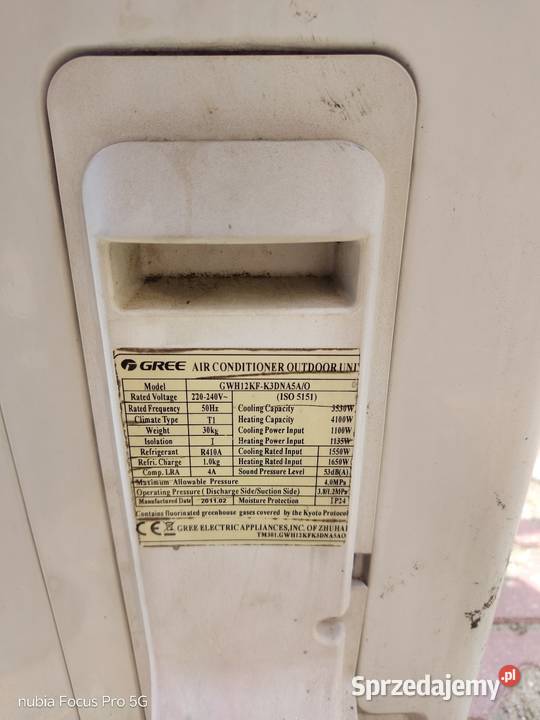 GREE AIR CONDITIONER OUTDOOR UNI
Model GWH12KF-K3DNA5A/O
Rated Voltage 220-240V~ (ISO 5151)
Rated Frequency 50Hz Cooling Capacity 3530W
Climate Type T1 Heating Capacity 4100W
Weight 30kg Cooling Power Input 1100W
Isolation I Heating Power Input 1135W
Refrigerant R410A Cooling Rated Input 1550W
Refri. Charge 1.0kg Heating Rated Input 1650W
Comp. LRA 4A Sound Pressure Level 53dB(A)
Maximum Allowable Pressure 4.0MPa
Operating Pressure ( Discharge Side/Suction Side) 3.8/1.2MPa
Manufactured Date 2011.02 Moisture Protection IP24
Contains fluorinated greenhouse gases covered by the Kyoto Protocol
CE GREE ELECTRIC APPLIANCES,INC. OF ZHUHAI
TM301.GWH12KFK3DNA5AO
Sprzedajemy.pl
nubia Focus Pro 5G